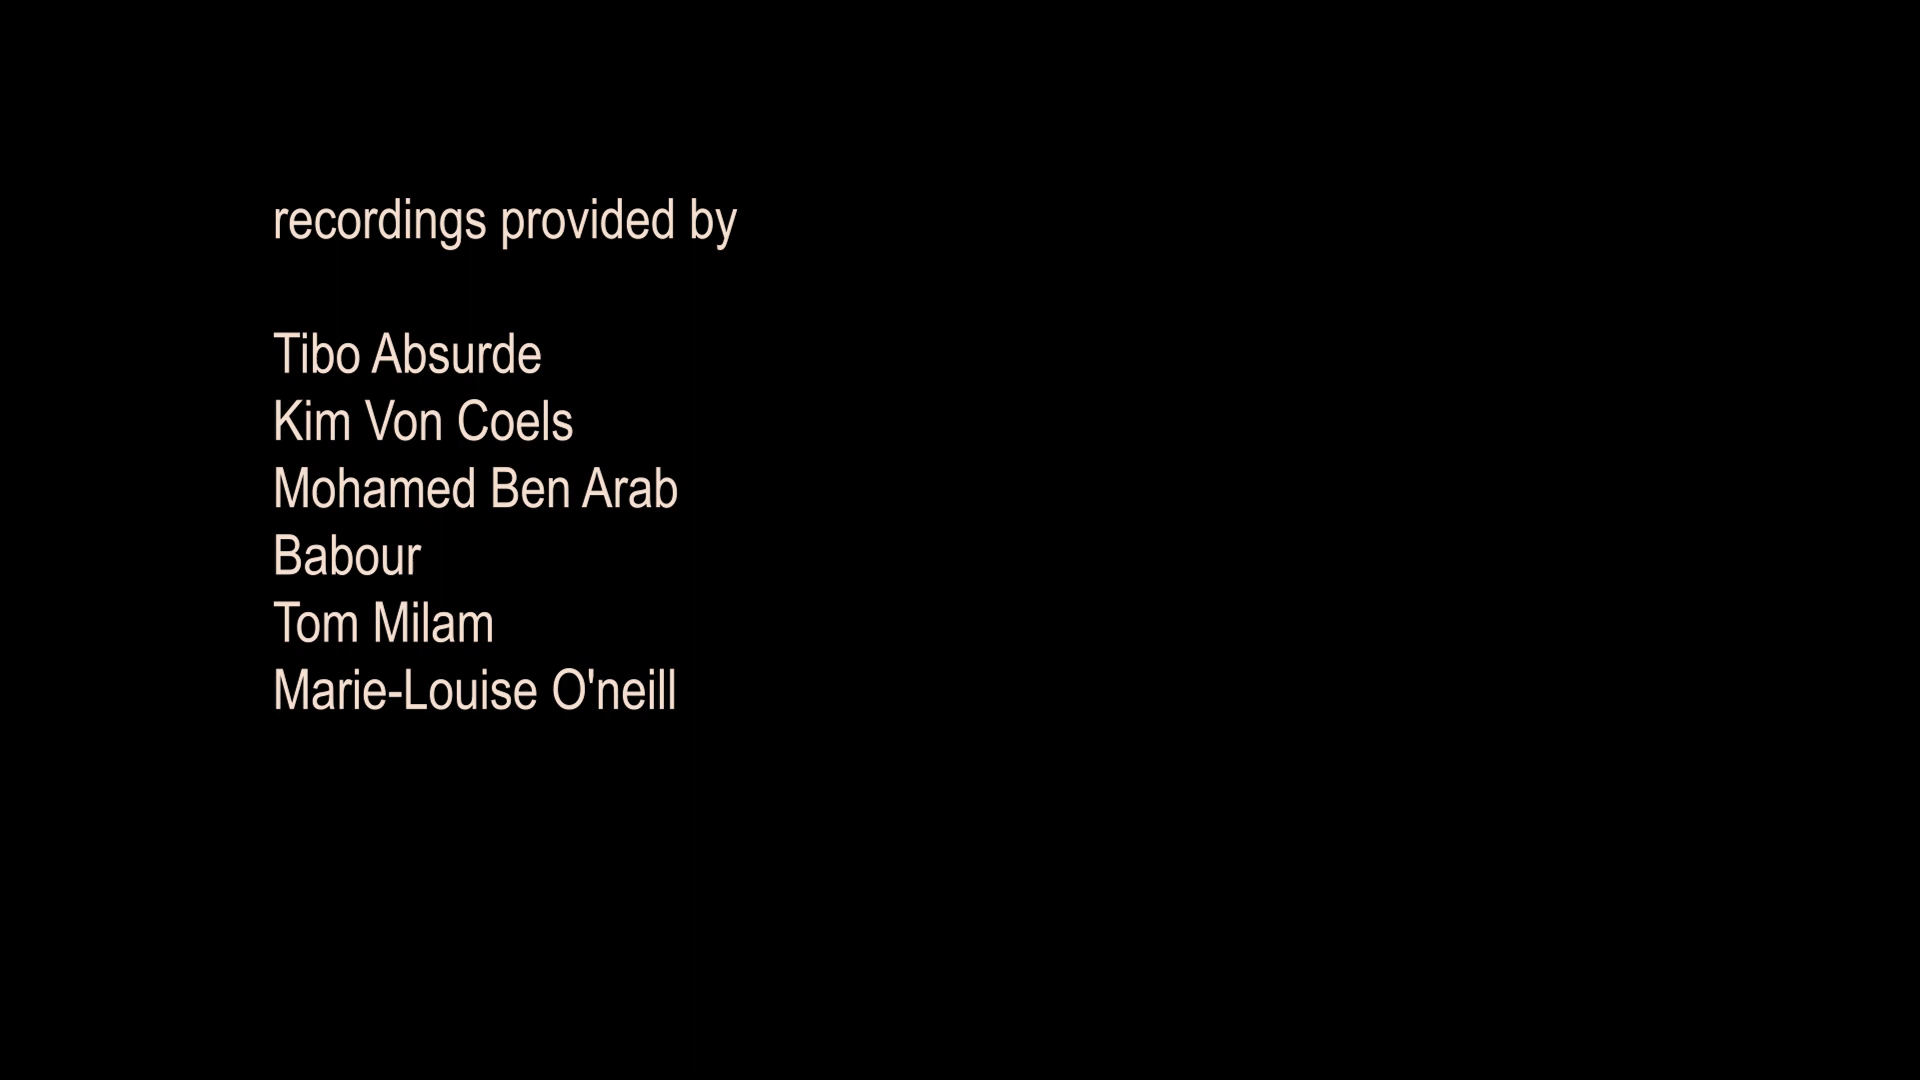 recordings provided by
Tibo Absurde
Kim Von Coels
Mohamed Ben Arab
Babour
Tom Milam
Marie-Louise O'neill